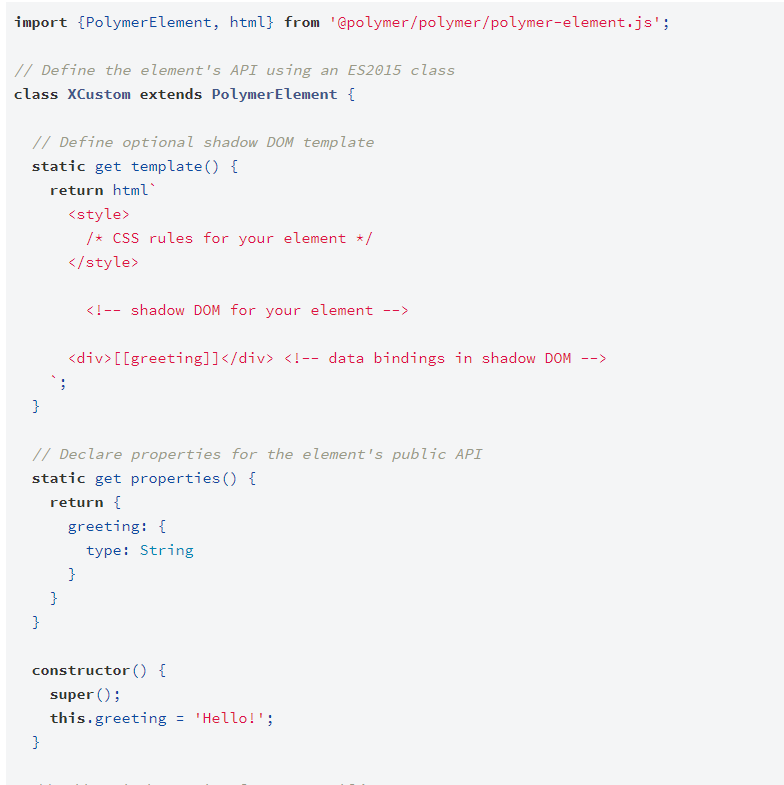 import {PolymerElement, html} from '@polymer/polymer/polymer-element.js';
// Define the element's API using an ES2015 class
class XCustom extends PolymerElement {
// Define optional shadow DOM template
static get template() {
return html`
<style>
/* CSS rules for your element */
</style>
<!-- shadow DOM for your element -->
<div>[[greeting]]</div> <!-- data bindings in shadow DOM -->
`;
}
// Declare properties for the element's public API
static get properties() {
return {
greeting: {
type: String
}
}
}
constructor() {
super();
this.greeting = 'Hello!';
}